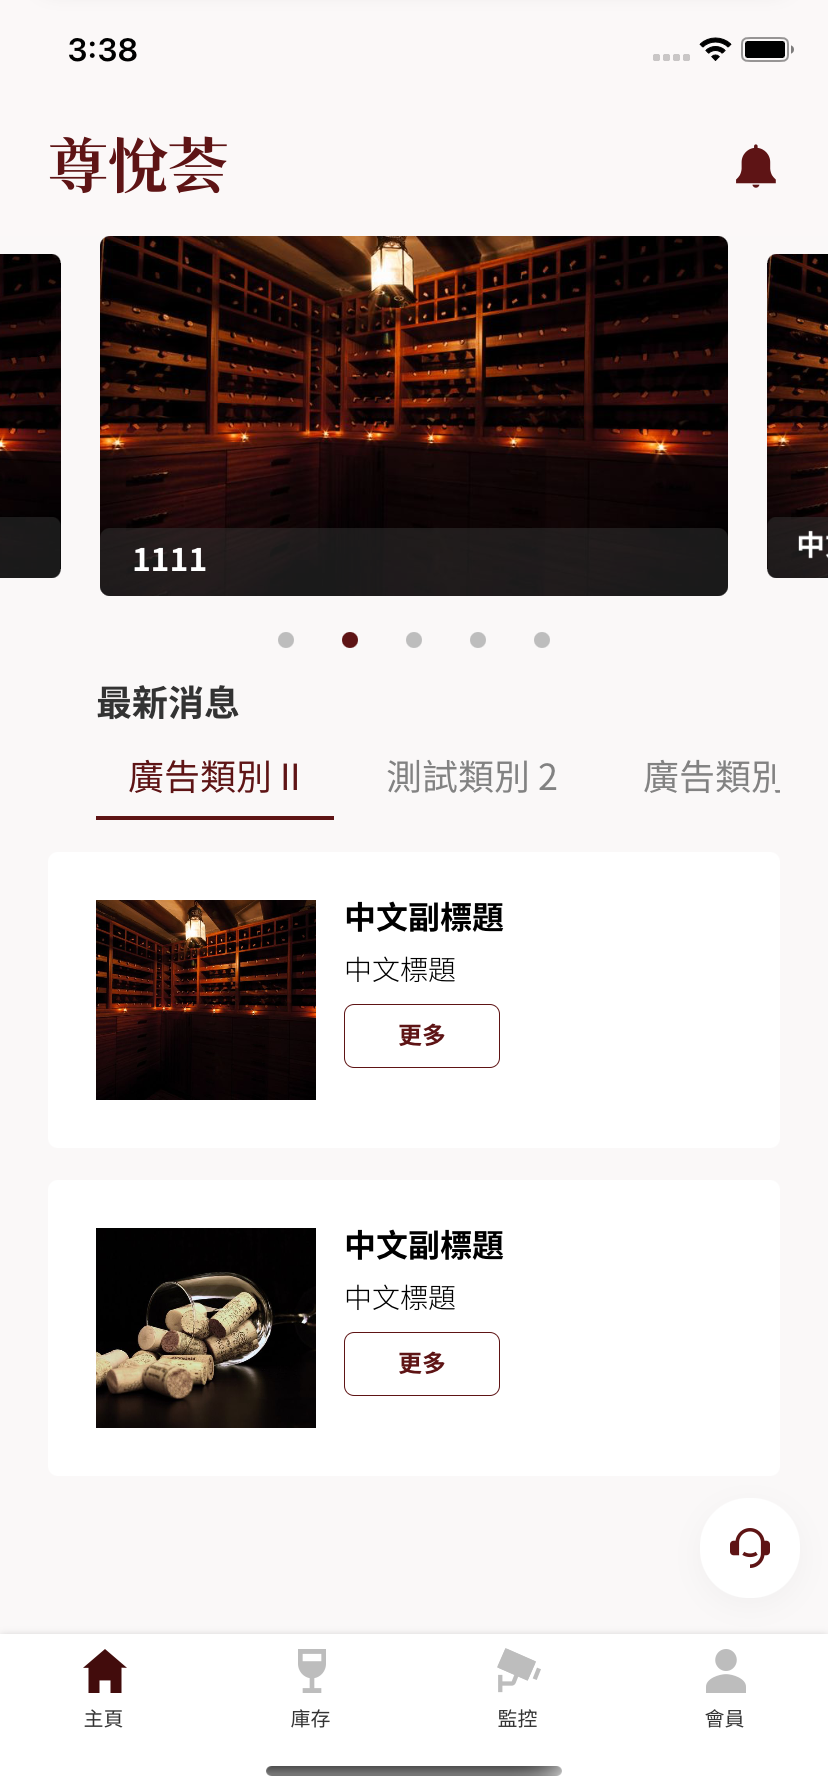 3:38
尊悅荟
1111
中
最新消息
廣告類別 II
測試類別 2
廣告類別
中文副標題
中文標題
更多
中文副標題
中文標題
更多
主頁
庫存
監控
會員